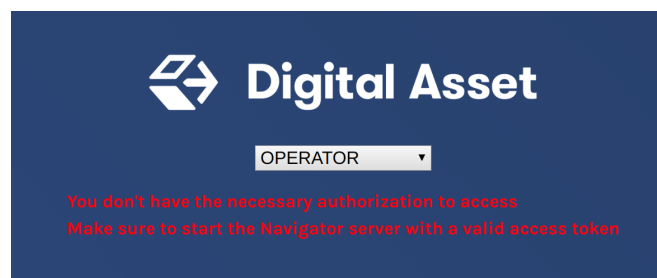 Digital Asset
OPERATOR
You don't have the necessary authorization to access
Make sure to start the Navigator server with a valid access token